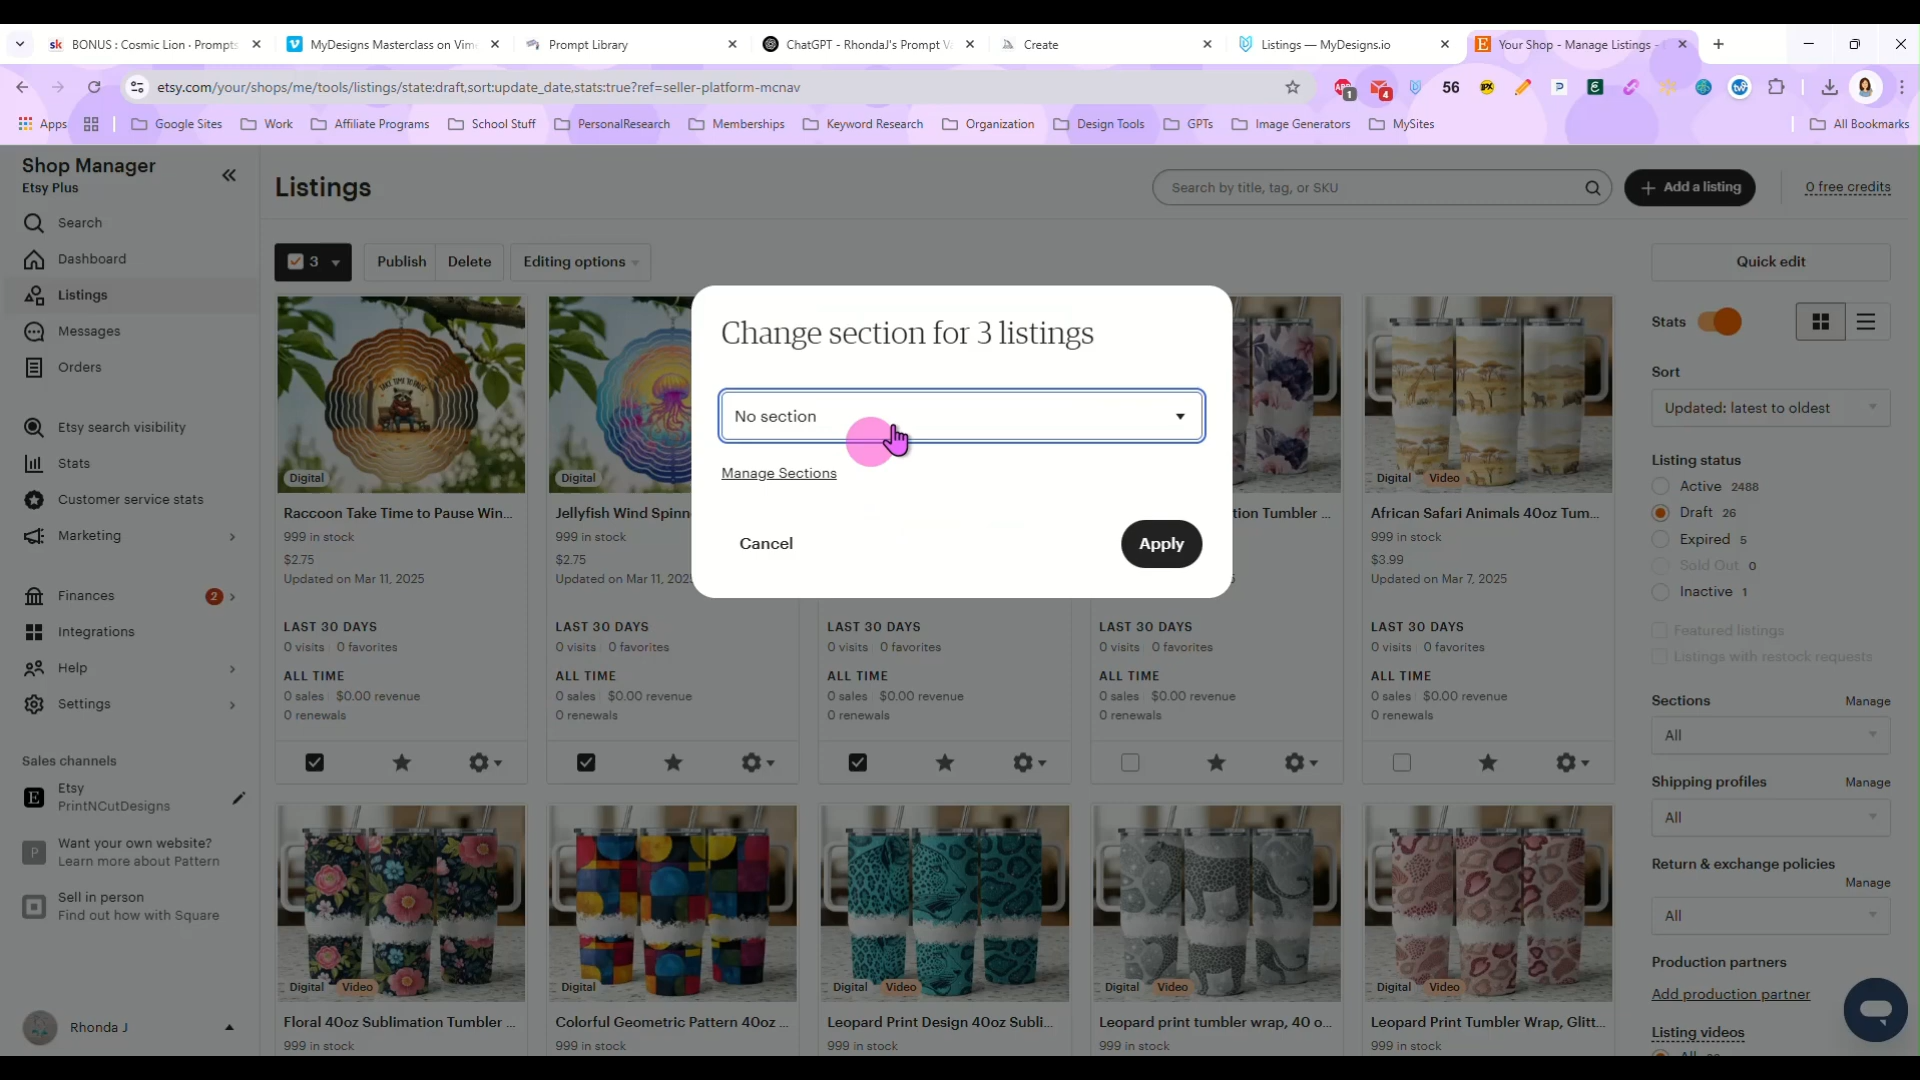 BONUS : Cosmic Lion - Prompts
MyDesigns Masterclass on Vim
Prompt Library
ChatGPT - RhondaJ's Prompt Va
Create
Listings — MyDesigns.io
Your Shop - Manage Listings -
etsy.com/your/shops/me/tools/listings/state:draft,sort:update_date,stats:true?ref=seller-platform-mcnav
1
4
56
Apps
Google Sites
Work
Affiliate Programs
School Stuff
PersonalResearch
Memberships
Keyword Research
Organization
Design Tools
GPTs
Image Generators
MySites
All Bookmarks
Shop Manager
Etsy Plus
Search
Dashboard
Listings
Messages
Orders
Etsy search visibility
Stats
Customer service stats
Marketing
Finances 2
Integrations
Help
Settings
Sales channels
Etsy
PrintNCutDesigns
Want your own website?
Learn more about Pattern
Sell in person
Find out how with Square
Rhonda J
Listings
Search by title, tag, or SKU
Add a listing
0 free credits
3
Publish
Delete
Editing options
Change section for 3 listings
No section
Manage Sections
Cancel
Apply
Digital
Raccoon Take Time to Pause Win...
999 in stock
$2.75
Updated on Mar 11, 2025
LAST 30 DAYS
0 visits 0 favorites
ALL TIME
0 sales $0.00 revenue
0 renewals
Digital
Jellyfish Wind Spinn
999 in stock
$2.75
Updated on Mar 11, 202
LAST 30 DAYS
0 visits 0 favorites
ALL TIME
0 sales $0.00 revenue
0 renewals
LAST 30 DAYS
0 visits 0 favorites
ALL TIME
0 sales $0.00 revenue
0 renewals
tion Tumbler ...
LAST 30 DAYS
0 visits 0 favorites
ALL TIME
0 sales $0.00 revenue
0 renewals
Digital Video
African Safari Animals 40oz Tum...
999 in stock
$3.99
Updated on Mar 7, 2025
LAST 30 DAYS
0 visits 0 favorites
ALL TIME
0 sales $0.00 revenue
0 renewals
Digital Video
Floral 40oz Sublimation Tumbler ...
999 in stock
Digital
Colorful Geometric Pattern 40oz ...
999 in stock
Digital Video
Leopard Print Design 40oz Subli...
999 in stock
Digital Video
Leopard print tumbler wrap, 40 o...
999 in stock
Digital Video
Leopard Print Tumbler Wrap, Glitt...
999 in stock
Quick edit
Stats
Sort
Updated: latest to oldest
Listing status
Active 2488
Draft 26
Expired 5
Sold Out 0
Inactive 1
Featured listings
Listings with restock requests
Sections Manage
All
Shipping profiles Manage
All
Return & exchange policies
Manage
All
Production partners
Add production partner
Listing videos